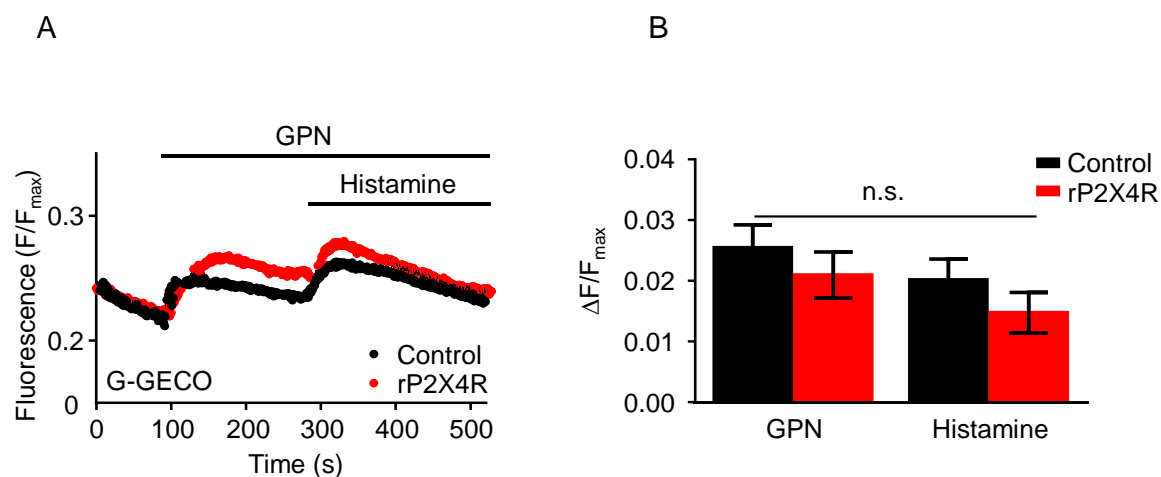 A
GPN
Histamine
Fluorescence (F/Fmax)
0.3
0.2
0
G-GECO
Control
rP2X4R
0 100 200 300 400 500
Time (s)
B
Control
rP2X4R
n.s.
ΔF/Fmax
0.04
0.03
0.02
0.01
0.00
GPN Histamine